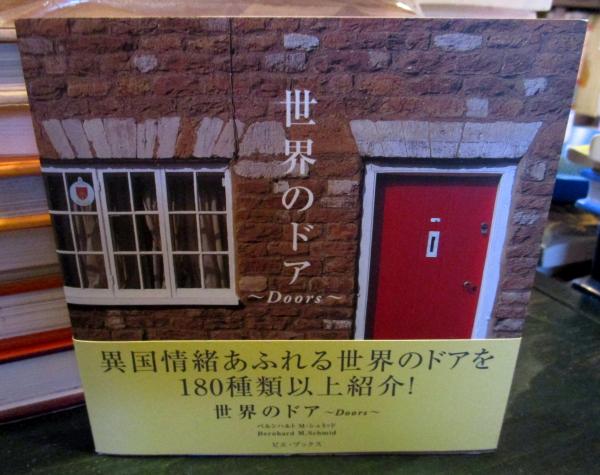 世界のドア
～Doors～
異国情緒あふれる世界のドアを
180種類以上紹介!
世界のドア～Doors～
ベルンハルト M・シュミッド
Bernhard M.Schmid
ピエ・ブックス